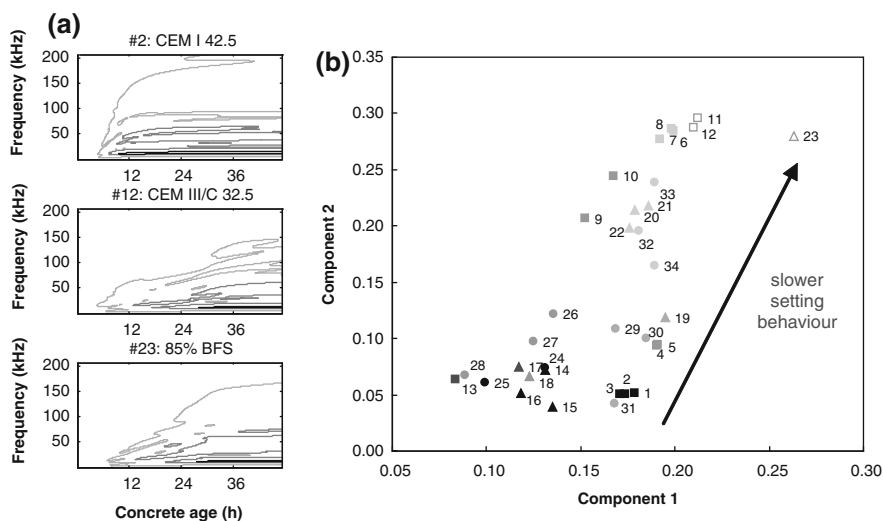 (a)
#2: CEM I 42.5
Frequency (kHz)
200
150
100
50
12 24 36
#12: CEM III/C 32.5
Frequency (kHz)
200
150
100
50
12 24 36
#23: 85% BFS
Frequency (kHz)
200
150
100
50
12 24 36
Concrete age (h)
(b)
Component 2
0.35
0.30
0.25
0.20
0.15
0.10
0.05
0.00
8 7 6 11 12 23
10 33
9 22 20 21
32
34
26 29 30 19
27 5
4
28 17 24 14
13 25 18
16 15 3 2 1
31
slower
setting
behaviour
0.05 0.10 0.15 0.20 0.25 0.30
Component 1